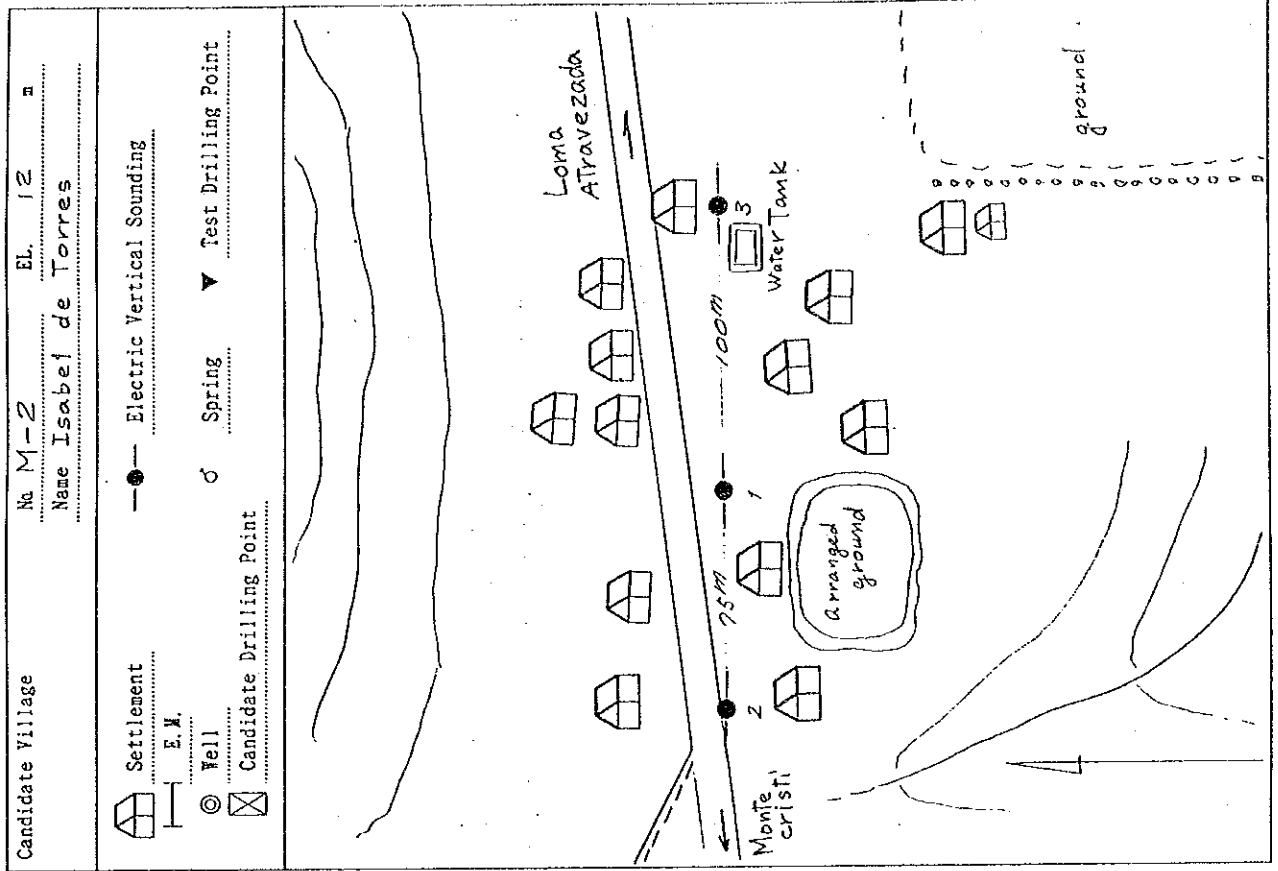 Candidate Village
No M-2 EL. 12 m
Name Isabel de Torres
Settlement
E.M.
Well
Candidate Drilling Point
Electric Vertical Sounding
Spring
Test Drilling Point
Loma
ATravezada
3
Water Tank
100m
1
75m
2
arranged
ground
Monte
cristi
ground